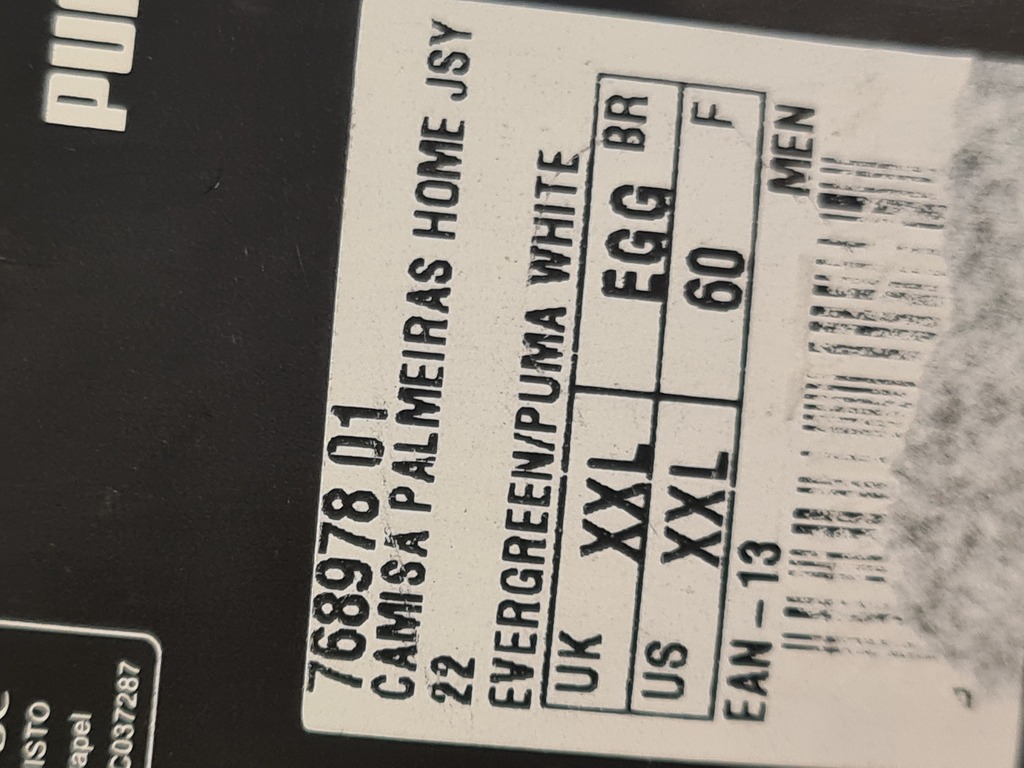 PU
768978 01
CAMISA PALMEIRAS HOME JSY
22
EVERGREEN/PUMA WHITE
UK XXL EGG BR
US XXL 60 F
EAN-13 MEN
ISTO
apel
C037287